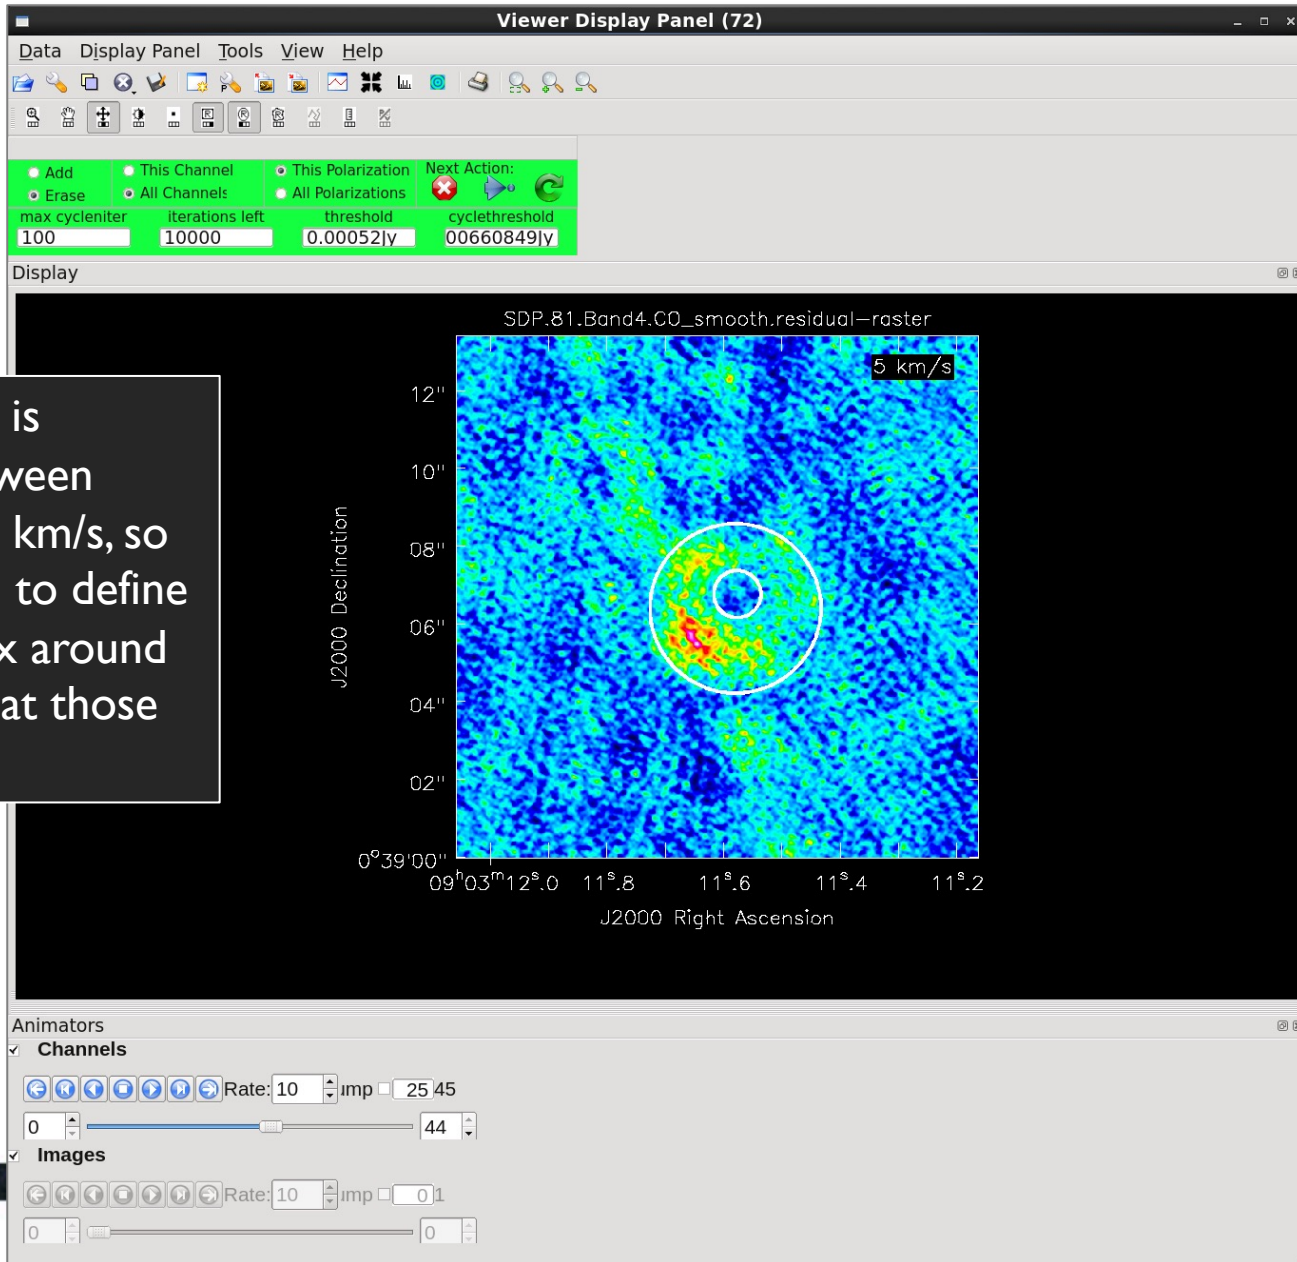 Viewer Display Panel (72)
Data Display Panel Tools View Help
Add This Channel This Polarization Next Action:
Erase All Channels All Polarizations
max cycleniter iterations left threshold cyclethreshold
100 10000 0.00052Jy 00660849Jy
Display
SDP.81.Band4.CO_smooth.residual-raster
5 km/s
is
ween
km/s, so
to define
x around
at those
12"
10"
08"
06"
04"
02"
0°39'00"
J2000 Declination
09ʰ03ᵐ12ˢ.0 11ˢ.8 11ˢ.6 11ˢ.4 11ˢ.2
J2000 Right Ascension
Animators
Channels
Rate: 10 ump 25 45
0 44
Images
Rate: 10 ump 0 1
0 0